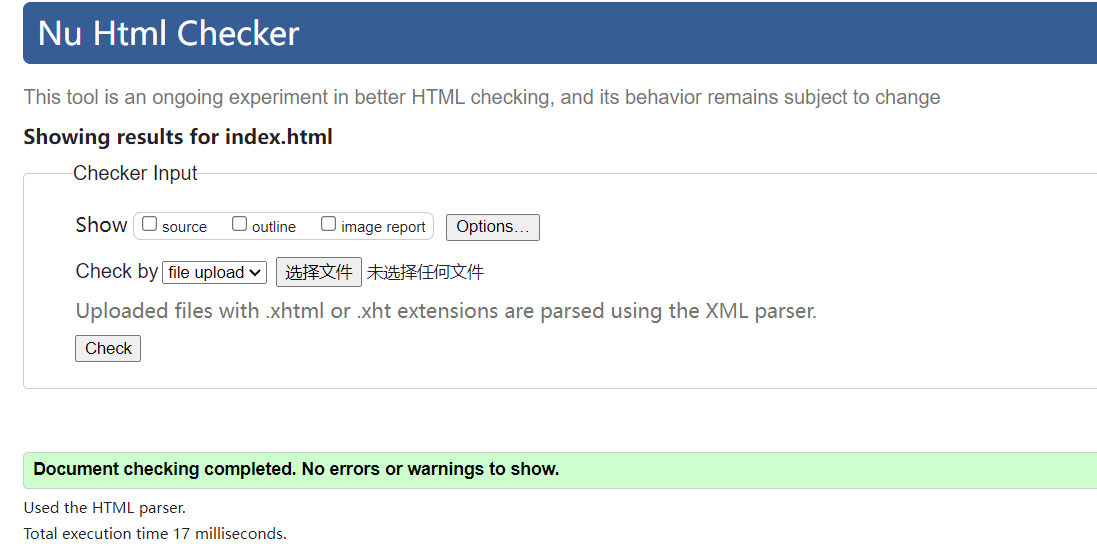 Nu Html Checker
This tool is an ongoing experiment in better HTML checking, and its behavior remains subject to change
Showing results for index.html
Checker Input
Show source outline image report Options...
Check by file upload 选择文件 未选择任何文件
Uploaded files with .xhtml or .xht extensions are parsed using the XML parser.
Check
Document checking completed. No errors or warnings to show.
Used the HTML parser.
Total execution time 17 milliseconds.